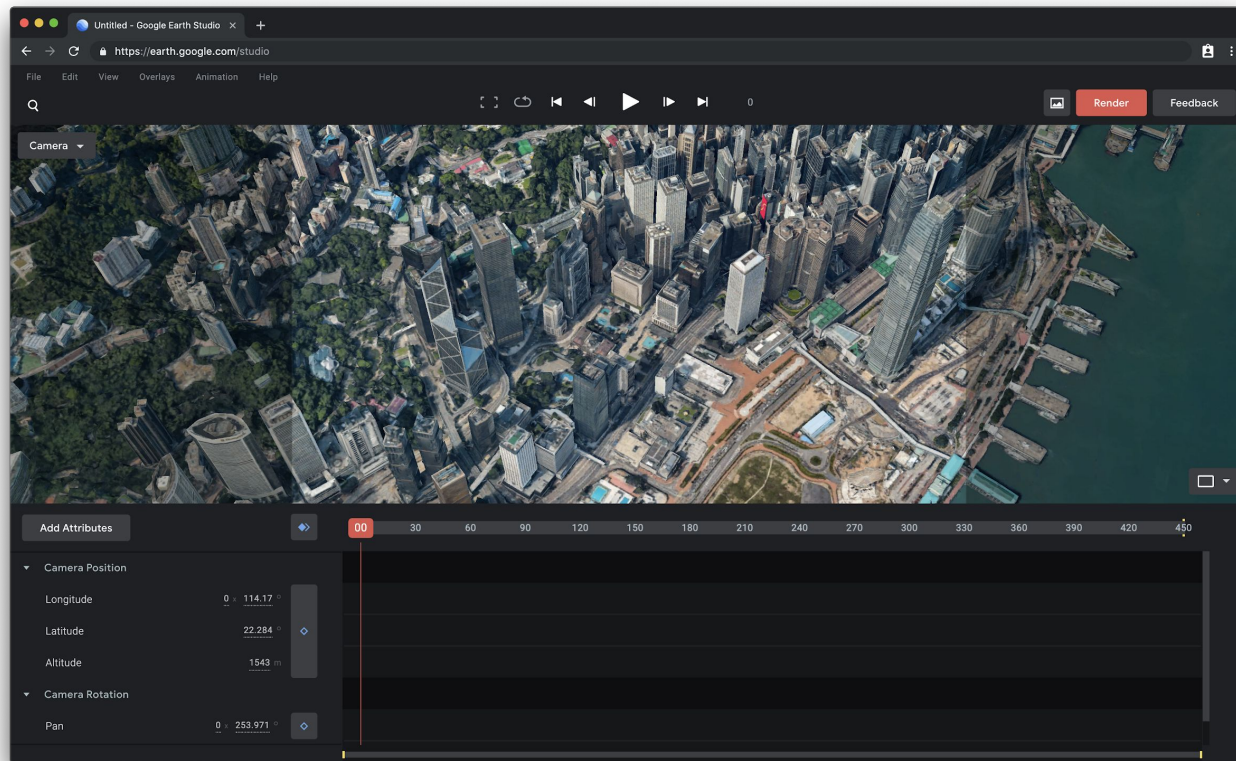 Untitled - Google Earth Studio
https://earth.google.com/studio
File Edit View Overlays Animation Help
0
Render
Feedback
Camera
Add Attributes
00 30 60 90 120 150 180 210 240 270 300 330 360 390 420 450
Camera Position
Longitude 0 x 114.17 °
Latitude 22.284 °
Altitude 1543 m
Camera Rotation
Pan 0 x 253.971 °